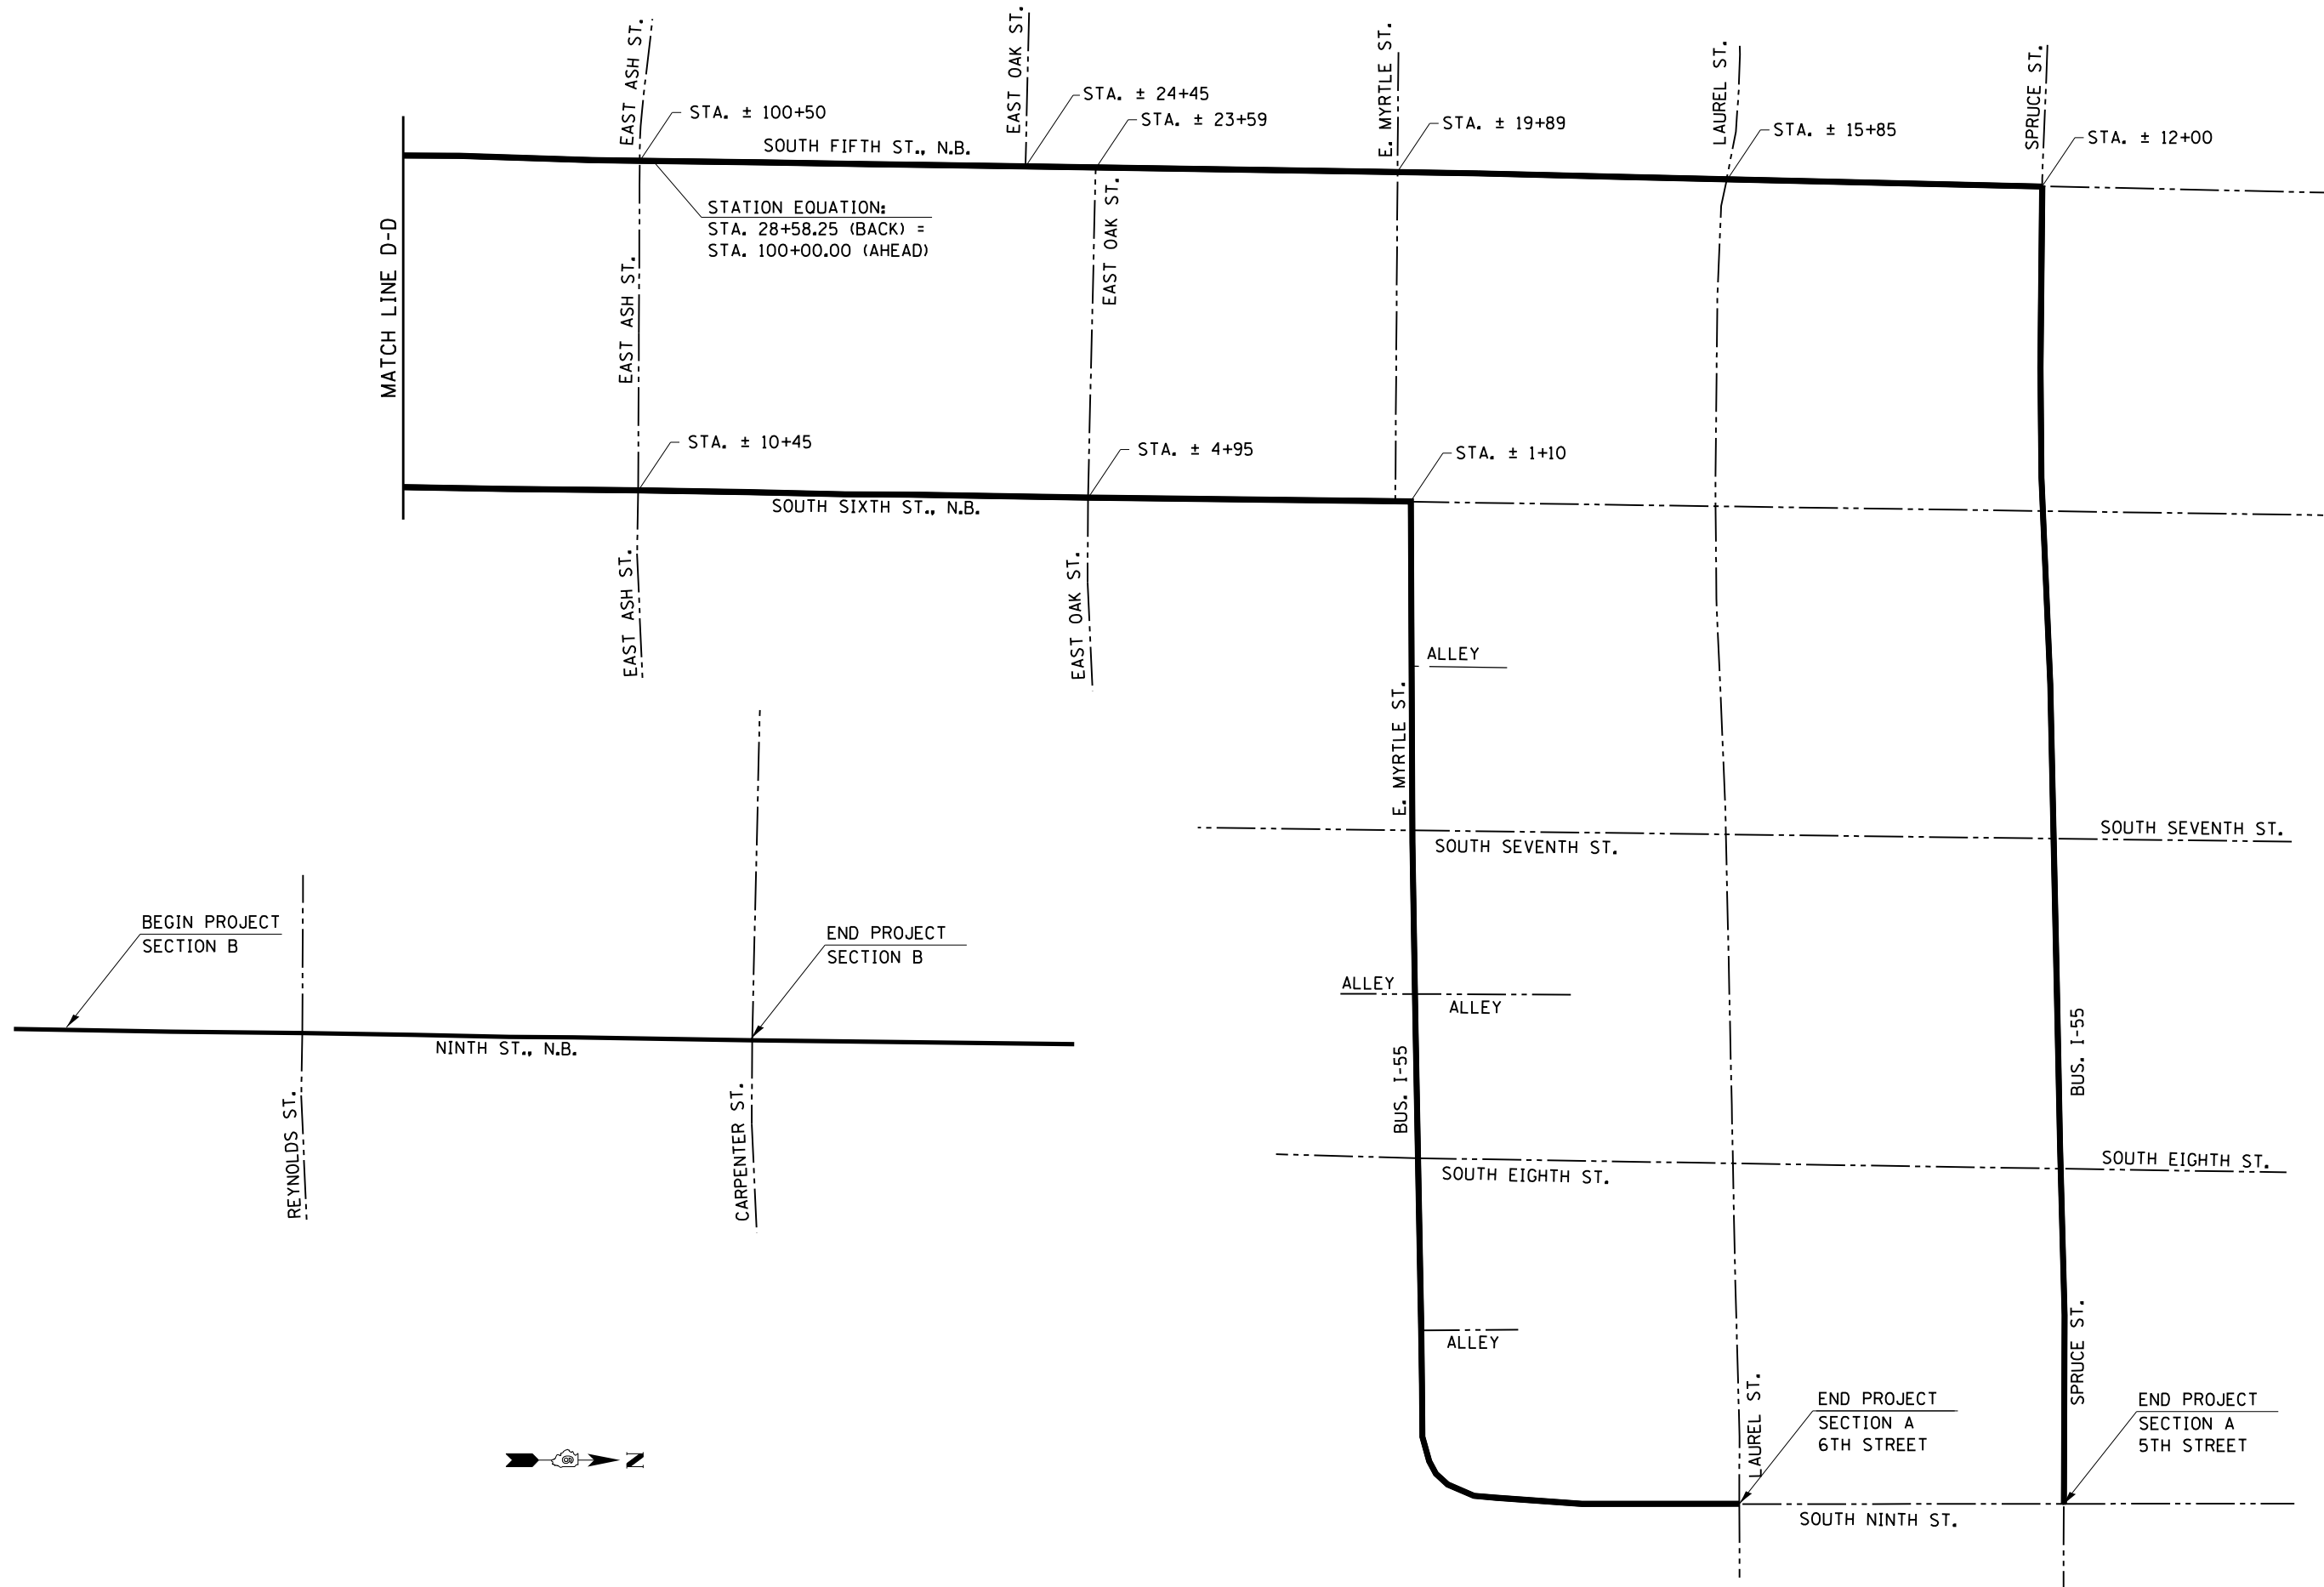 EAST ASH ST.
EAST OAK ST.
E. MYRTLE ST.
LAUREL ST.
SPRUCE ST.
STA. ± 100+50
STA. ± 24+45
STA. ± 23+59
STA. ± 19+89
STA. ± 15+85
STA. ± 12+00
SOUTH FIFTH ST., N.B.
STATION EQUATION:
STA. 28+58.25 (BACK) =
STA. 100+00.00 (AHEAD)
MATCH LINE D-D
EAST ASH ST.
EAST OAK ST.
STA. ± 10+45
STA. ± 4+95
STA. ± 1+10
SOUTH SIXTH ST., N.B.
EAST ASH ST.
EAST OAK ST.
ALLEY
E. MYRTLE ST.
SOUTH SEVENTH ST.
SOUTH SEVENTH ST.
BEGIN PROJECT
SECTION B
END PROJECT
SECTION B
NINTH ST., N.B.
REYNOLDS ST.
CARPENTER ST.
ALLEY
ALLEY
BUS. I-55
BUS. I-55
SOUTH EIGHTH ST.
SOUTH EIGHTH ST.
ALLEY
SPRUCE ST.
LAUREL ST.
END PROJECT
SECTION A
6TH STREET
END PROJECT
SECTION A
5TH STREET
SOUTH NINTH ST.
N